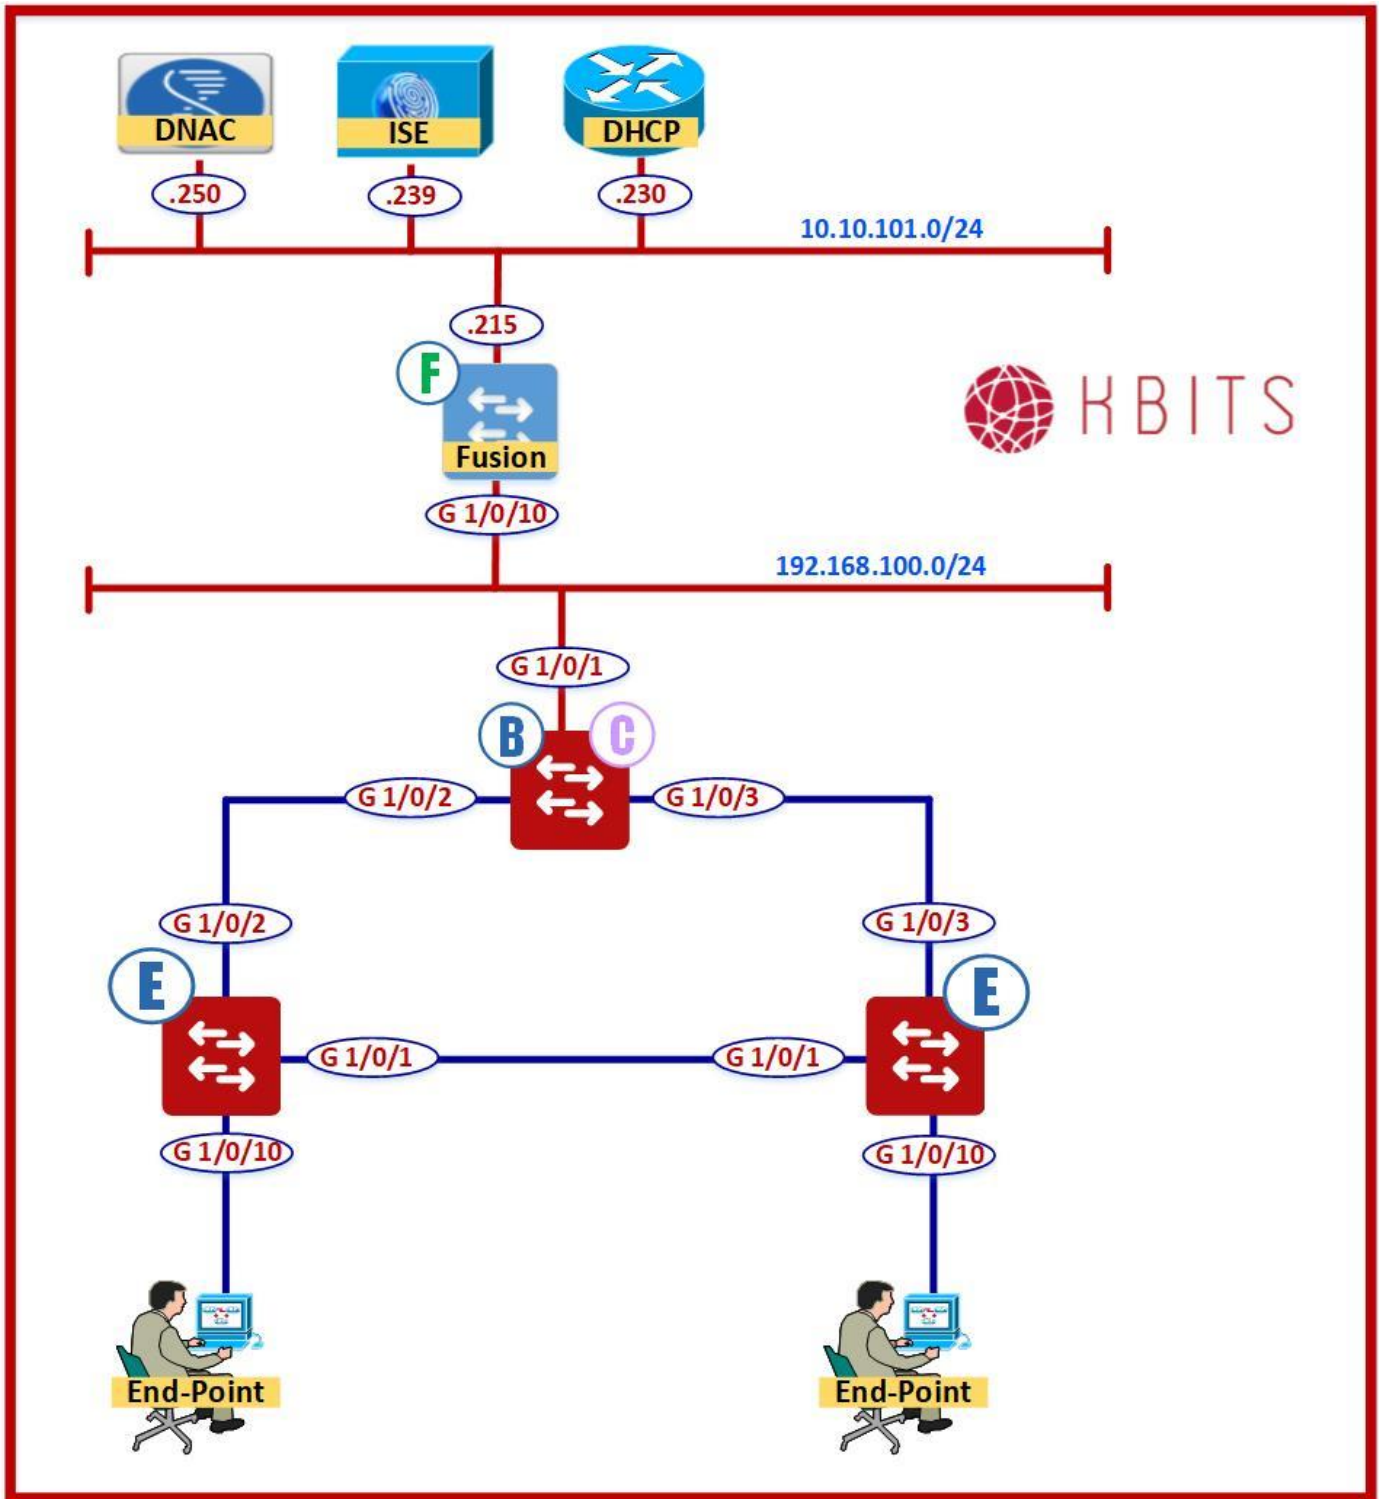 DNAC
ISE
DHCP
.250
.239
.230
10.10.101.0/24
.215
F
Fusion
KBITS
G 1/0/10
192.168.100.0/24
G 1/0/1
B
C
G 1/0/2
G 1/0/3
G 1/0/2
G 1/0/3
E
E
G 1/0/1
G 1/0/1
G 1/0/10
G 1/0/10
End-Point
End-Point